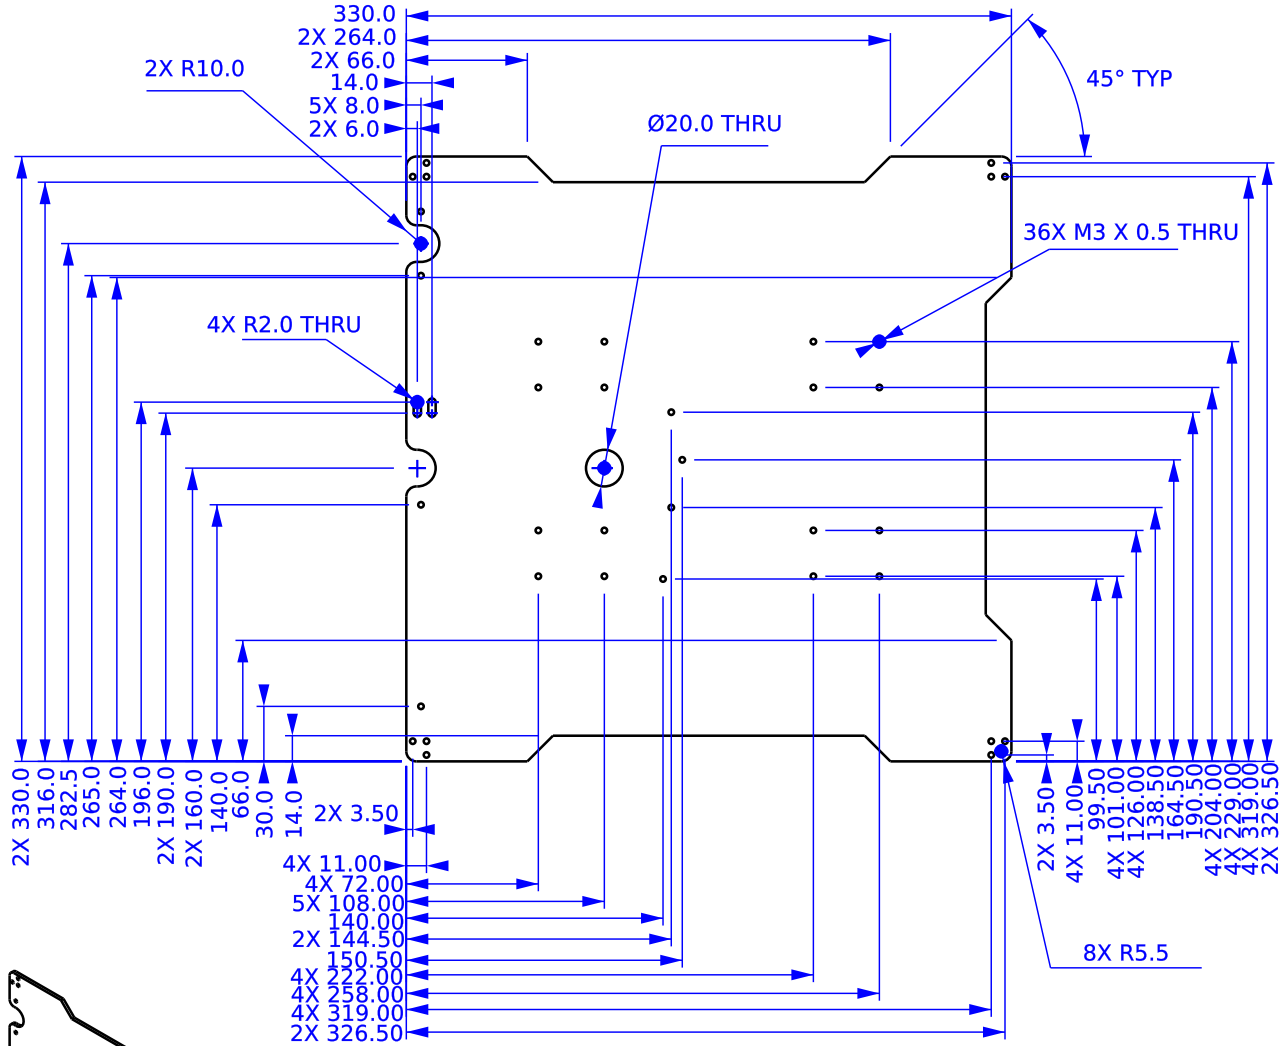 330.0
2X 264.0
2X 66.0
14.0
5X 8.0
2X 6.0
2X R10.0
45° TYP
Ø20.0 THRU
36X M3 X 0.5 THRU
4X R2.0 THRU
2X 330.0
316.0
282.5
265.0
264.0
196.0
2X 190.0
2X 160.0
140.0
66.0
30.0
14.0
2X 3.50
4X 11.00
4X 72.00
5X 108.00
140.00
2X 144.50
150.50
4X 222.00
4X 258.00
4X 319.00
2X 326.50
2X 3.50
4X 11.00
99.50
4X 101.00
4X 126.00
138.50
164.50
190.50
4X 204.00
4X 229.00
4X 319.00
2X 326.50
8X R5.5